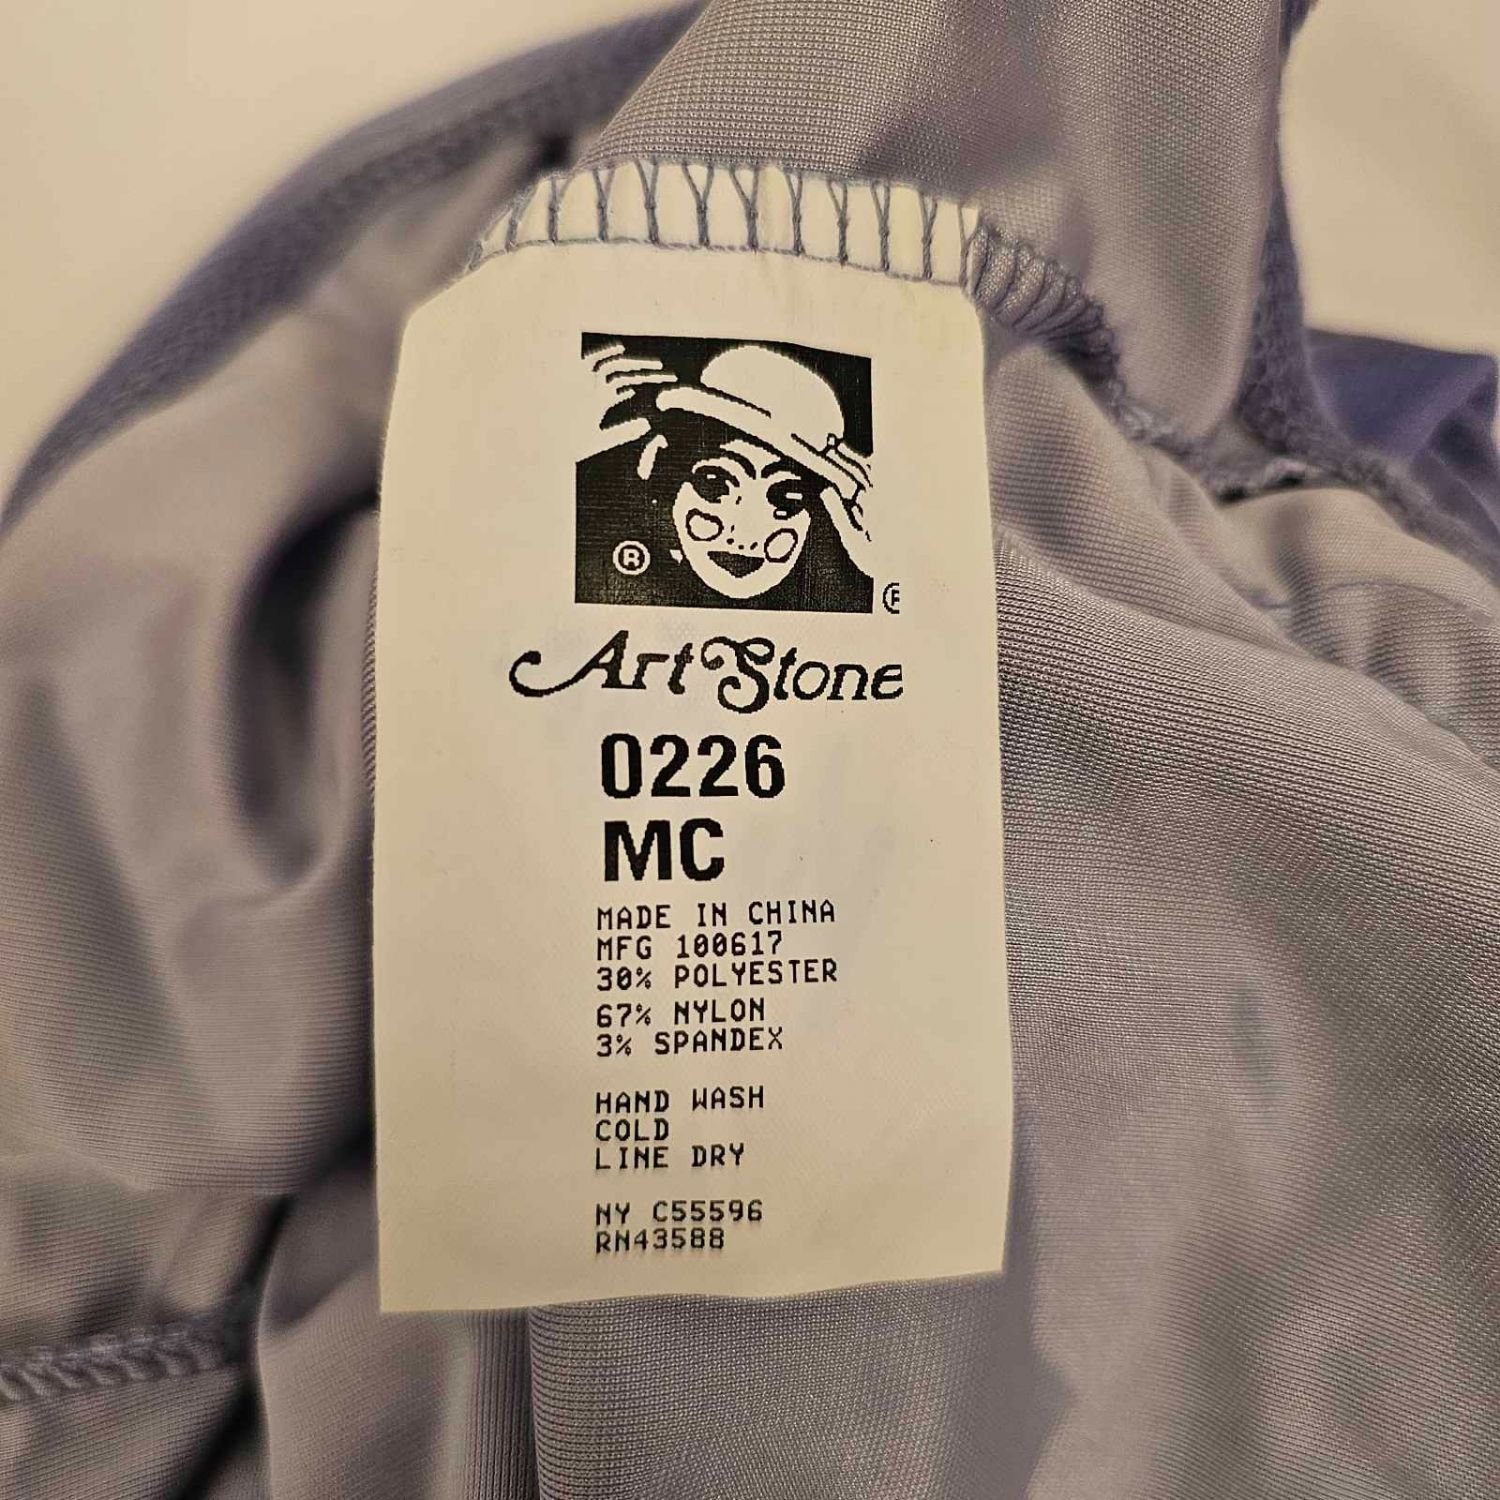 ®
®
Art Stone
0226
MC
MADE IN CHINA
MFG 100617
30% POLYESTER
67% NYLON
3% SPANDEX
HAND WASH
COLD
LINE DRY
NY C55596
RN43588